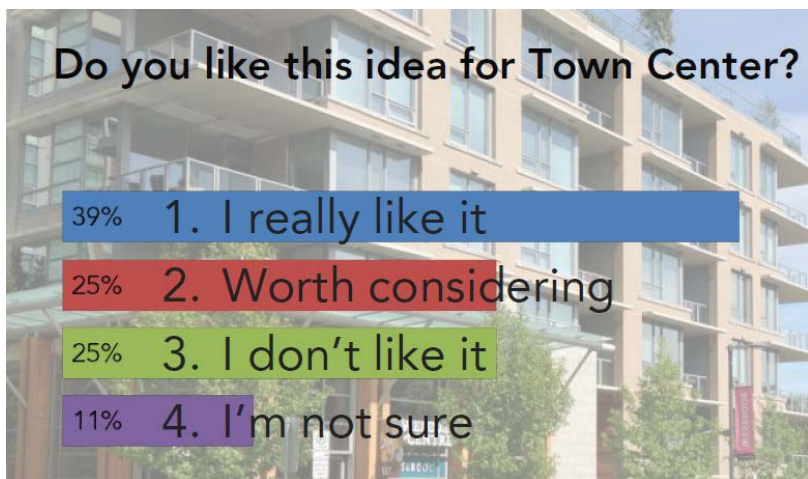 Do you like this idea for Town Center?
39% 1. I really like it
25% 2. Worth considering
25% 3. I don't like it
11% 4. I'm not sure
CENTRE